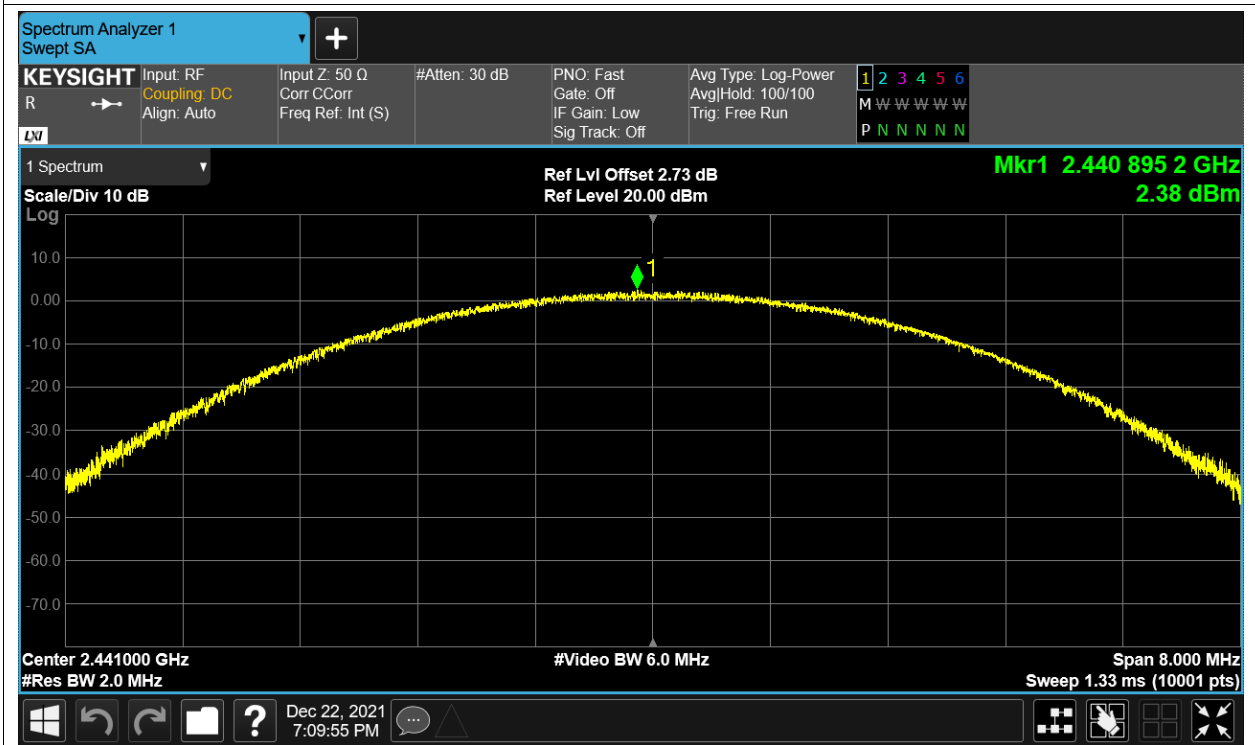 Spectrum Analyzer 1
Swept SA
KEYSIGHT
R
LXI
Input: RF
Coupling: DC
Align: Auto
Input Z: 50 Ω
Corr CCorr
Freq Ref: Int (S)
#Atten: 30 dB
PNO: Fast
Gate: Off
IF Gain: Low
Sig Track: Off
Avg Type: Log-Power
Avg|Hold: 100/100
Trig: Free Run
1 2 3 4 5 6
M W W W W W
P N N N N N
1 Spectrum
Scale/Div 10 dB
Log
Ref Lvl Offset 2.73 dB
Ref Level 20.00 dBm
Mkr1 2.440 895 2 GHz
2.38 dBm
1
10.0
0.00
-10.0
-20.0
-30.0
-40.0
-50.0
-60.0
-70.0
Center 2.441000 GHz
#Res BW 2.0 MHz
#Video BW 6.0 MHz
Span 8.000 MHz
Sweep 1.33 ms (10001 pts)
?
Dec 22, 2021
7:09:55 PM